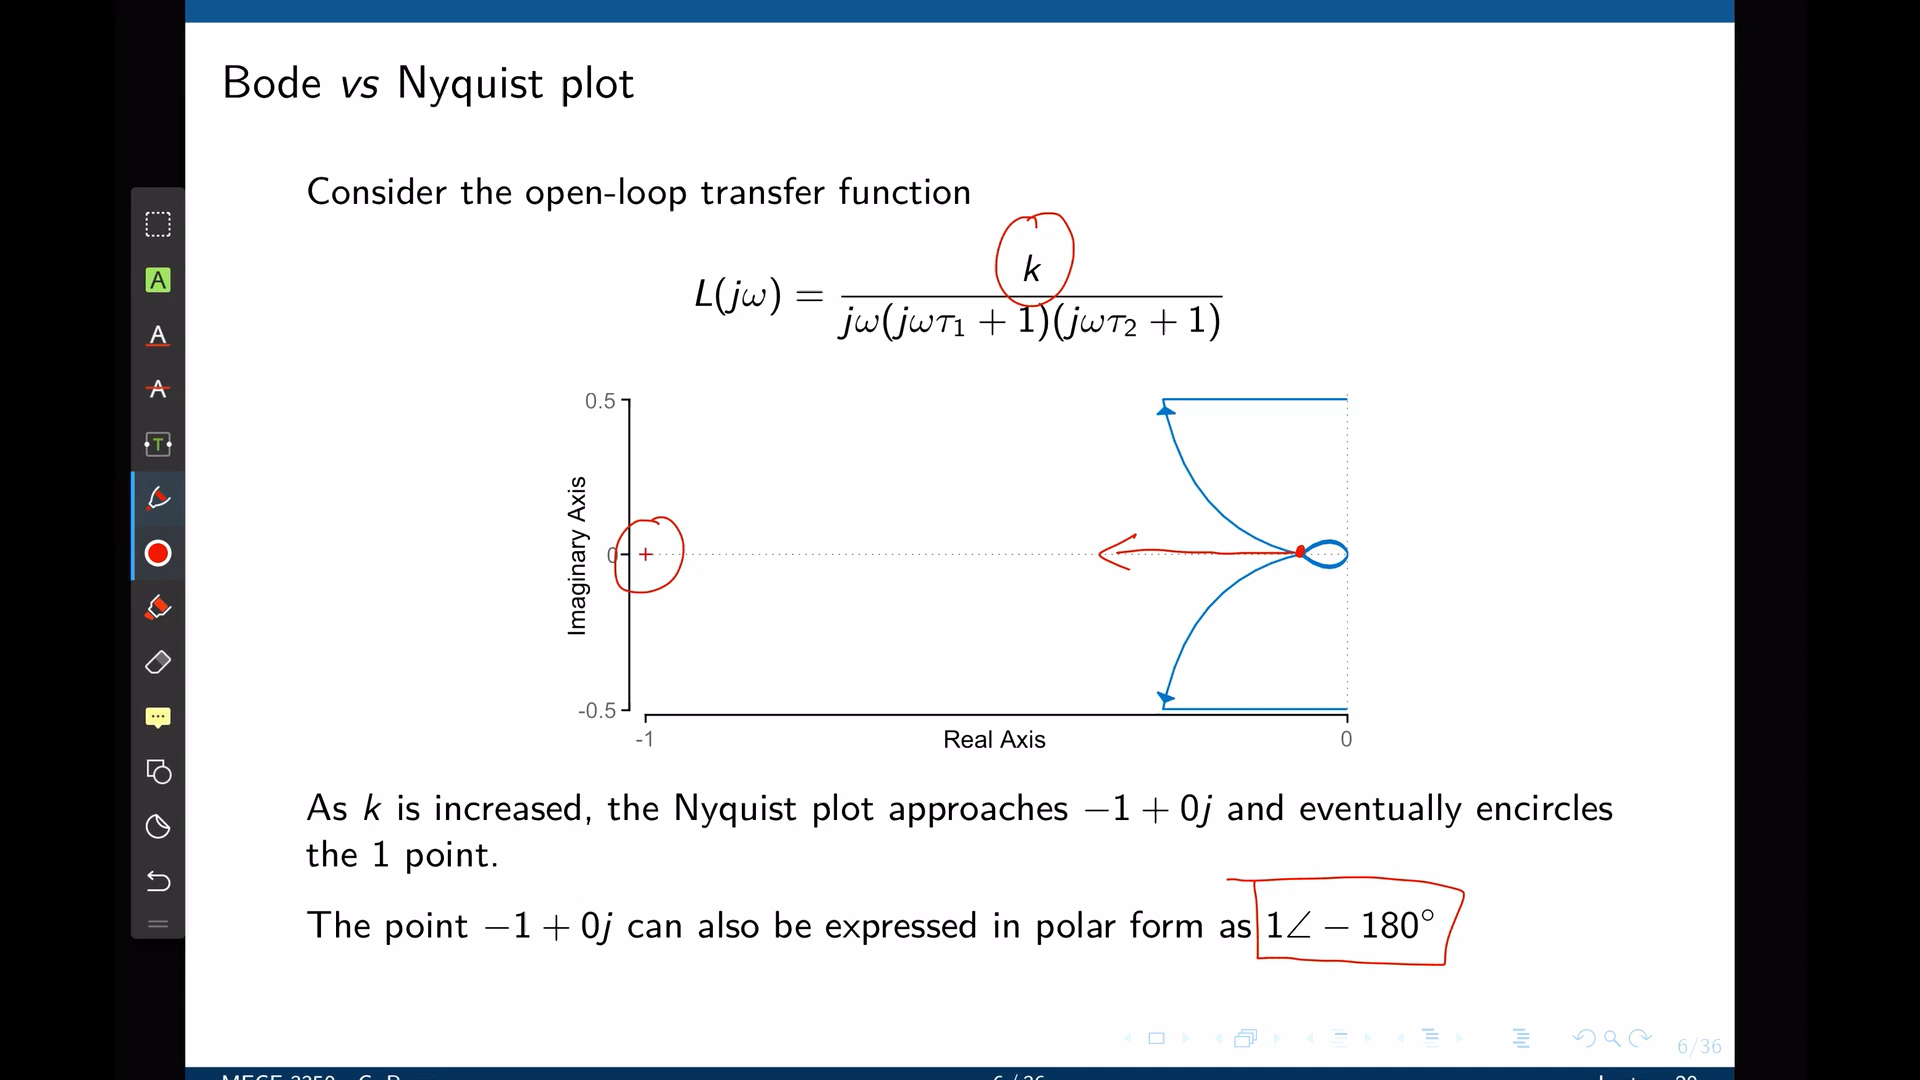 Bode vs Nyquist plot
Consider the open-loop transfer function
L(jω) = k / jω(jωτ₁ + 1)(jωτ₂ + 1)
0.5
0
-0.5
Imaginary Axis
-1
0
Real Axis
As k is increased, the Nyquist plot approaches −1 + 0j and eventually encircles
the 1 point.
The point −1 + 0j can also be expressed in polar form as 1∠ − 180°
6/36
A
A
A
T